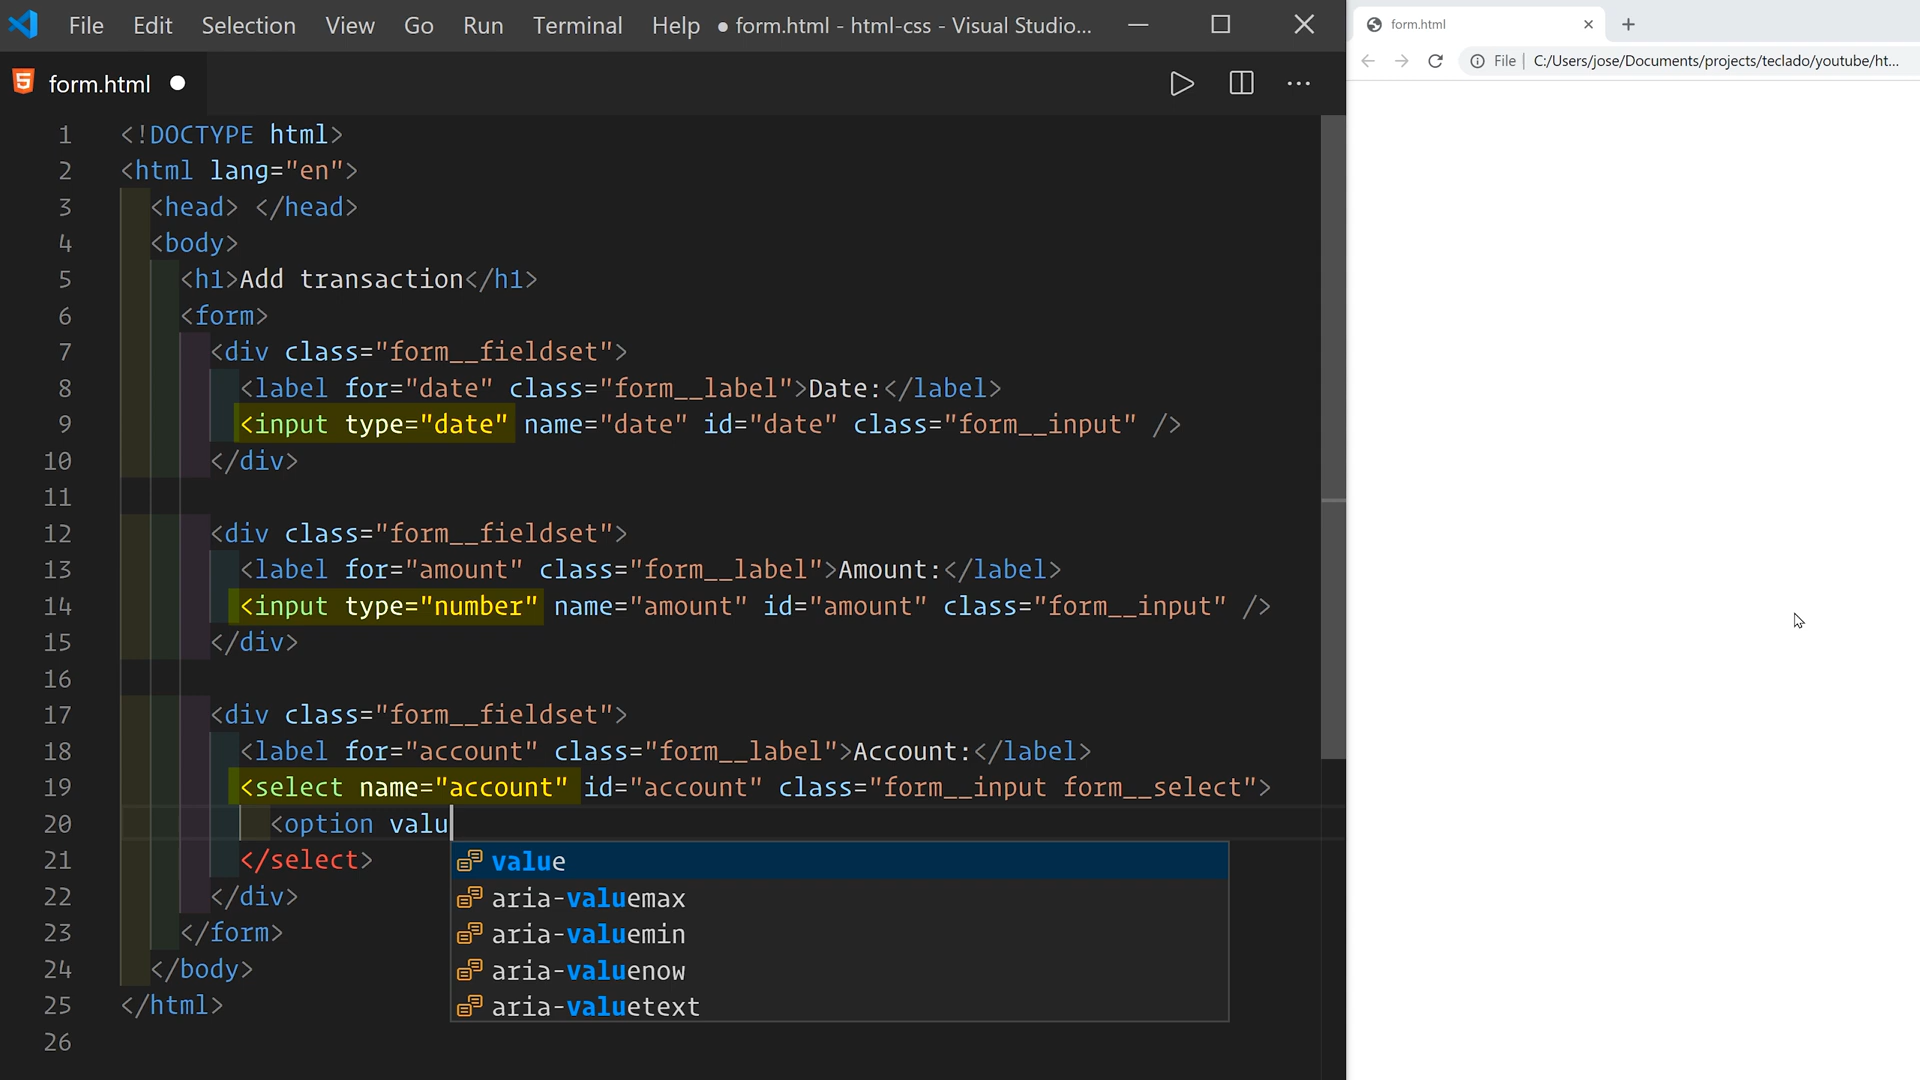 File Edit Selection View Go Run Terminal Help ● form.html - html-css - Visual Studio...
form.html
form.html
File C:/Users/jose/Documents/projects/teclado/youtube/ht...
1 <!DOCTYPE html>
2 <html lang="en">
3 <head> </head>
4 <body>
5 <h1>Add transaction</h1>
6 <form>
7 <div class="form__fieldset">
8 <label for="date" class="form__label">Date:</label>
9 <input type="date" name="date" id="date" class="form__input" />
10 </div>
11
12 <div class="form__fieldset">
13 <label for="amount" class="form__label">Amount:</label>
14 <input type="number" name="amount" id="amount" class="form__input" />
15 </div>
16
17 <div class="form__fieldset">
18 <label for="account" class="form__label">Account:</label>
19 <select name="account" id="account" class="form__input form__select">
20 <option valu
21 </select>
22 </div>
23 </form>
24 </body>
25 </html>
26
value
aria-valuemax
aria-valuemin
aria-valuenow
aria-valuetext